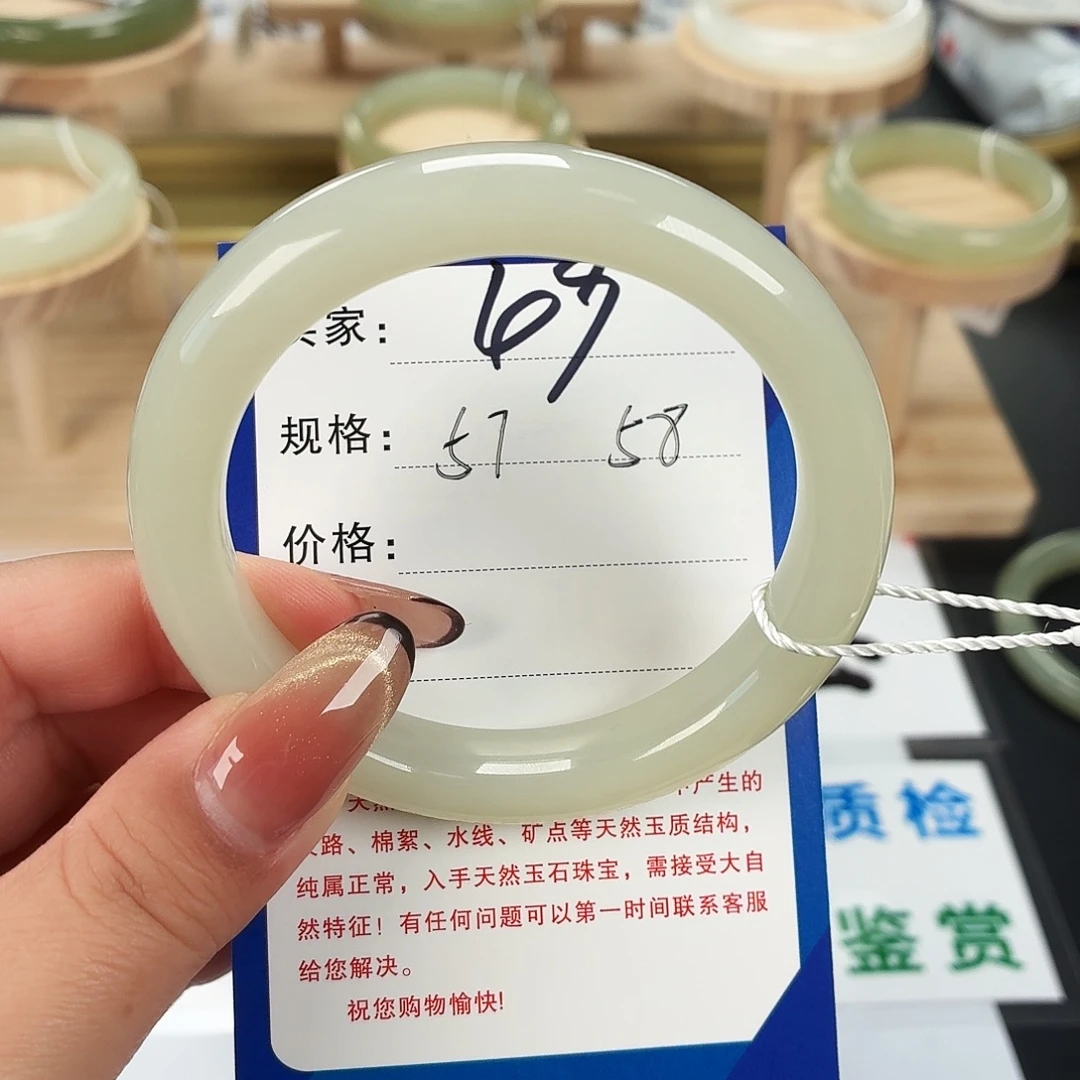 家： 69
规格： 57 58
价格：
产生的
路、棉絮、水线、矿点等天然玉质结构，
纯属正常，入手天然玉石珠宝，需接受大自
然特征！有任何问题可以第一时间联系客服
给您解决。
祝您购物愉快!
质检
鉴赏